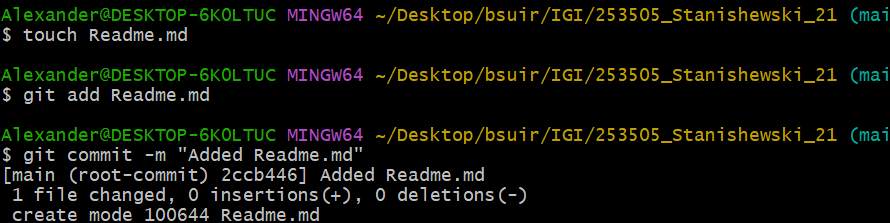 Alexander@DESKTOP-6K0LTUC MINGW64 ~/Desktop/bsuir/IGI/253505_Stanishewski_21 (mai
$ touch Readme.md
Alexander@DESKTOP-6K0LTUC MINGW64 ~/Desktop/bsuir/IGI/253505_Stanishewski_21 (mai
$ git add Readme.md
Alexander@DESKTOP-6K0LTUC MINGW64 ~/Desktop/bsuir/IGI/253505_Stanishewski_21 (mai
$ git commit -m "Added Readme.md"
[main (root-commit) 2ccb446] Added Readme.md
 1 file changed, 0 insertions(+), 0 deletions(-)
 create mode 100644 Readme.md